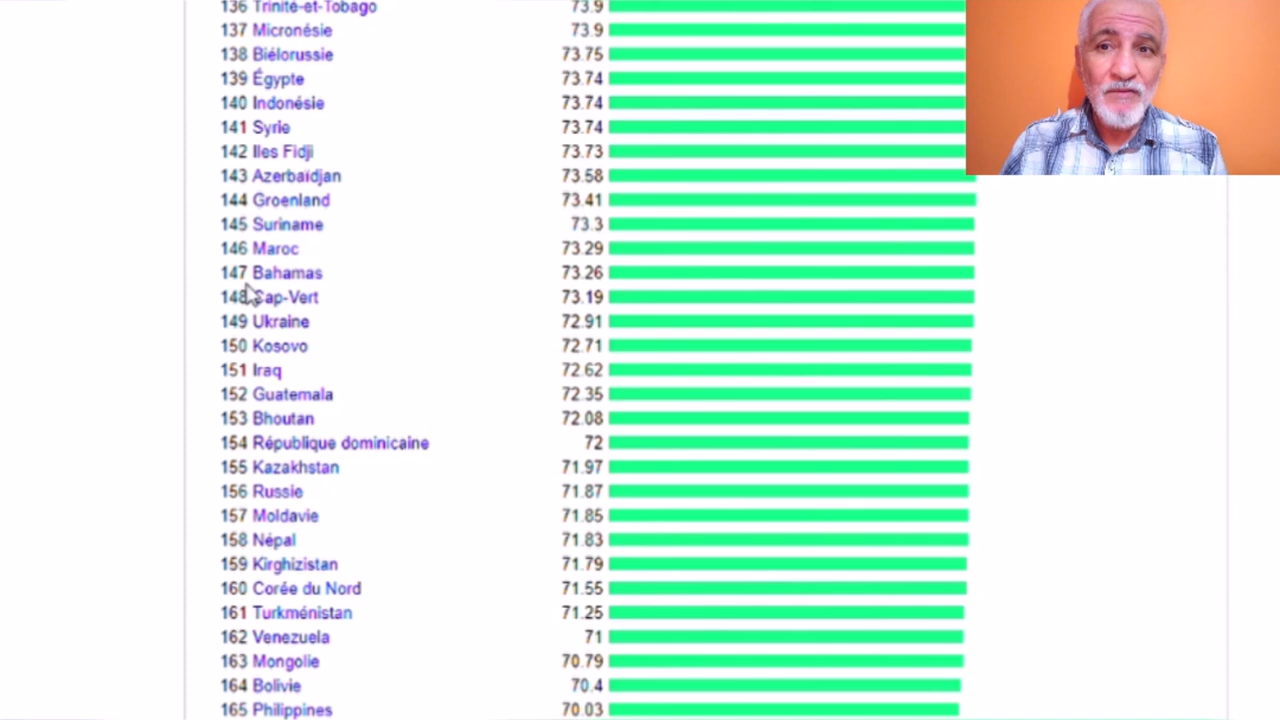 136 Trinité-et-Tobago 73.9
137 Micronésie 73.9
138 Biélorussie 73.75
139 Égypte 73.74
140 Indonésie 73.74
141 Syrie 73.74
142 Iles Fidji 73.73
143 Azerbaïdjan 73.58
144 Groenland 73.41
145 Suriname 73.3
146 Maroc 73.29
147 Bahamas 73.26
148 Cap-Vert 73.19
149 Ukraine 72.91
150 Kosovo 72.71
151 Iraq 72.62
152 Guatemala 72.35
153 Bhoutan 72.08
154 République dominicaine 72
155 Kazakhstan 71.97
156 Russie 71.87
157 Moldavie 71.85
158 Népal 71.83
159 Kirghizistan 71.79
160 Corée du Nord 71.55
161 Turkménistan 71.25
162 Venezuela 71
163 Mongolie 70.79
164 Bolivie 70.4
165 Philippines 70.03